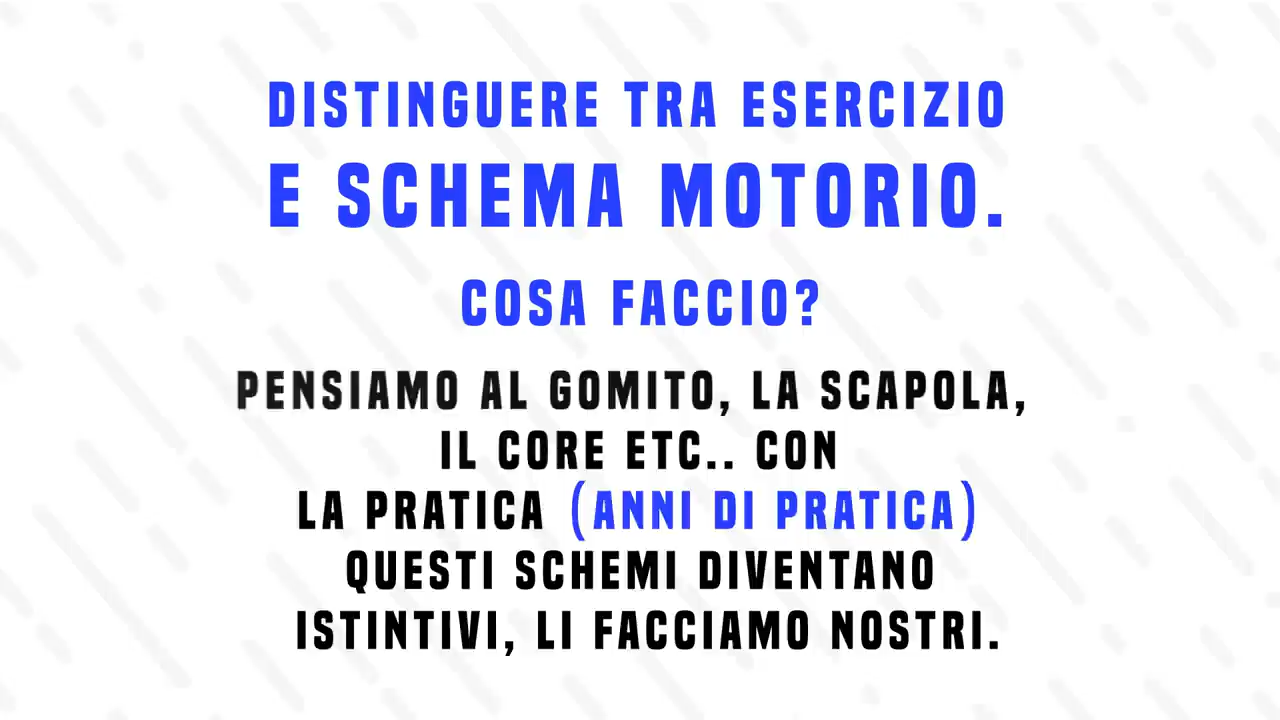 DISTINGUERE TRA ESERCIZIO
E SCHEMA MOTORIO.
COSA FACCIO?
PENSIAMO AL GOMITO, LA SCAPOLA,
IL CORE ETC.. CON
LA PRATICA (ANNI DI PRATICA)
QUESTI SCHEMI DIVENTANO
ISTINTIVI, LI FACCIAMO NOSTRI.